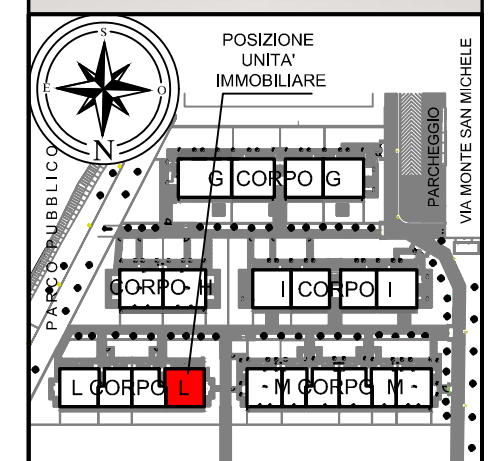 S
E
O
N
POSIZIONE
UNITA'
IMMOBILIARE
PARCO PUBBLICO
PARCHEGGIO
VIA MONTE SAN MICHELE
G CORPO G
CORPO H
I CORPO I
L CORPO L
- M CORPO M -